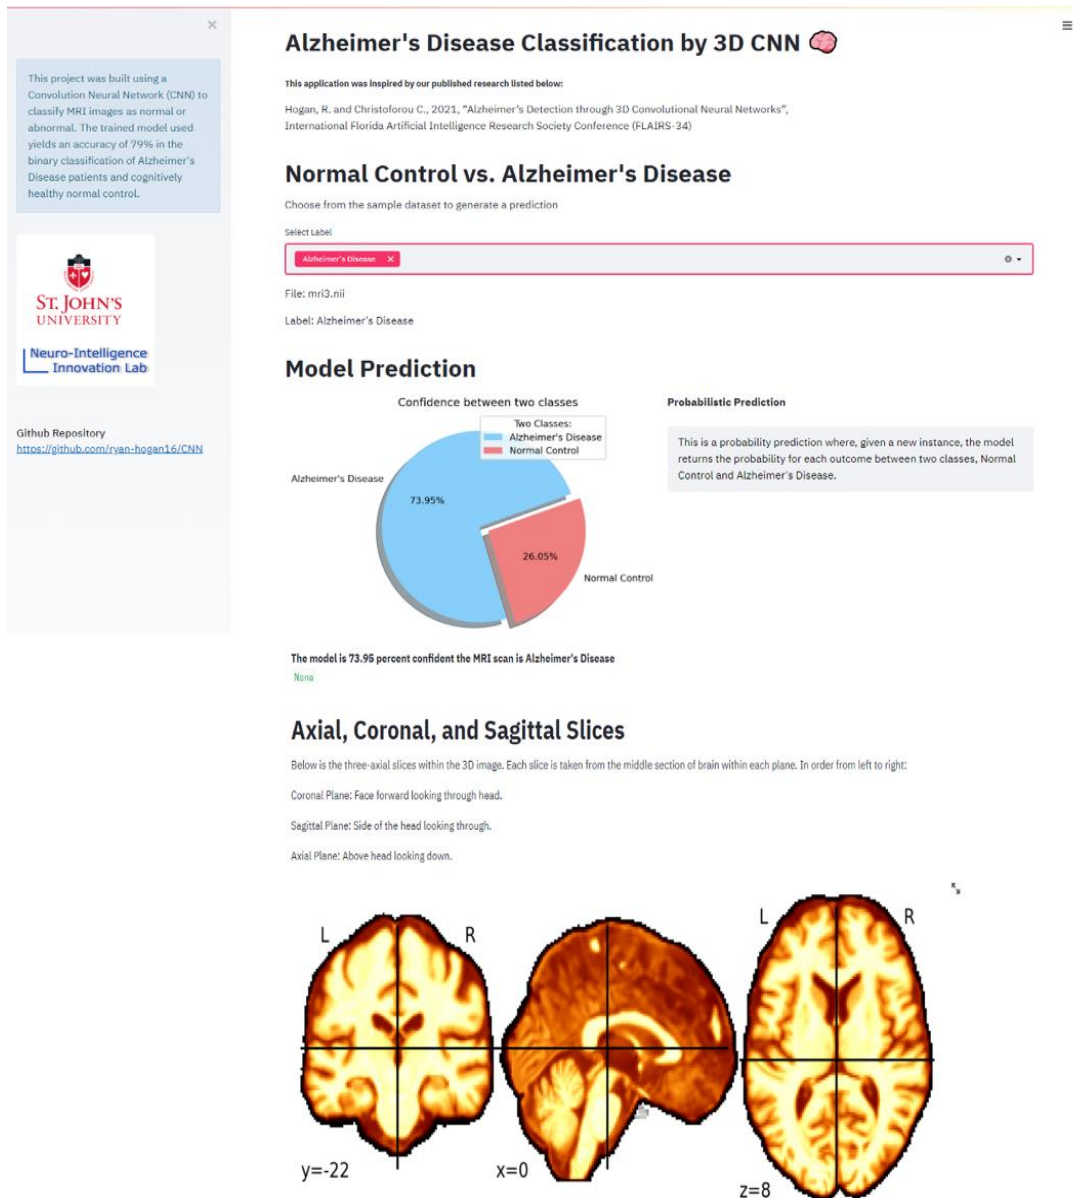 ×
This project was built using a
Convolution Neural Network (CNN) to
classify MRI images as normal or
abnormal. The trained model used
yields an accuracy of 79% in the
binary classification of Alzheimer's
Disease patients and cognitively
healthy normal control.
ST. JOHN'S
UNIVERSITY
Neuro-Intelligence
Innovation Lab
Github Repository
https://github.com/ryan-hogan16/CNN
Alzheimer's Disease Classification by 3D CNN
This application was inspired by our published research listed below:
Hogan, R. and Christoforou C., 2021, "Alzheimer's Detection through 3D Convolutional Neural Networks",
International Florida Artificial Intelligence Research Society Conference (FLAIRS-34)
Normal Control vs. Alzheimer's Disease
Choose from the sample dataset to generate a prediction
Select Label
Alzheimer's Disease ×
File: mri3.nii
Label: Alzheimer's Disease
Model Prediction
Confidence between two classes
Two Classes:
Alzheimer's Disease
Normal Control
Alzheimer's Disease
73.95%
26.05%
Normal Control
Probabilistic Prediction
This is a probability prediction where, given a new instance, the model
returns the probability for each outcome between two classes, Normal
Control and Alzheimer's Disease.
The model is 73.95 percent confident the MRI scan is Alzheimer's Disease
None
Axial, Coronal, and Sagittal Slices
Below is the three-axial slices within the 3D image. Each slice is taken from the middle section of brain within each plane. In order from left to right:
Coronal Plane: Face forward looking through head.
Sagittal Plane: Side of the head looking through.
Axial Plane: Above head looking down.
L R
L R
y=-22
x=0
z=8